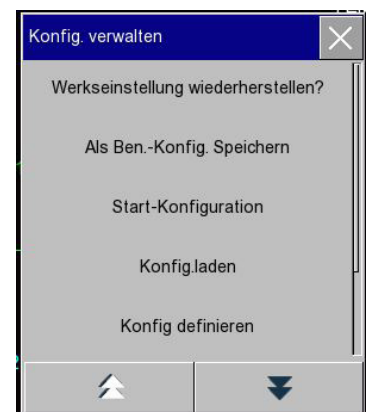 Konfig. verwalten
Werkseinstellung wiederherstellen?
Als Ben.-Konfig. Speichern
Start-Konfiguration
Konfig.laden
Konfig definieren